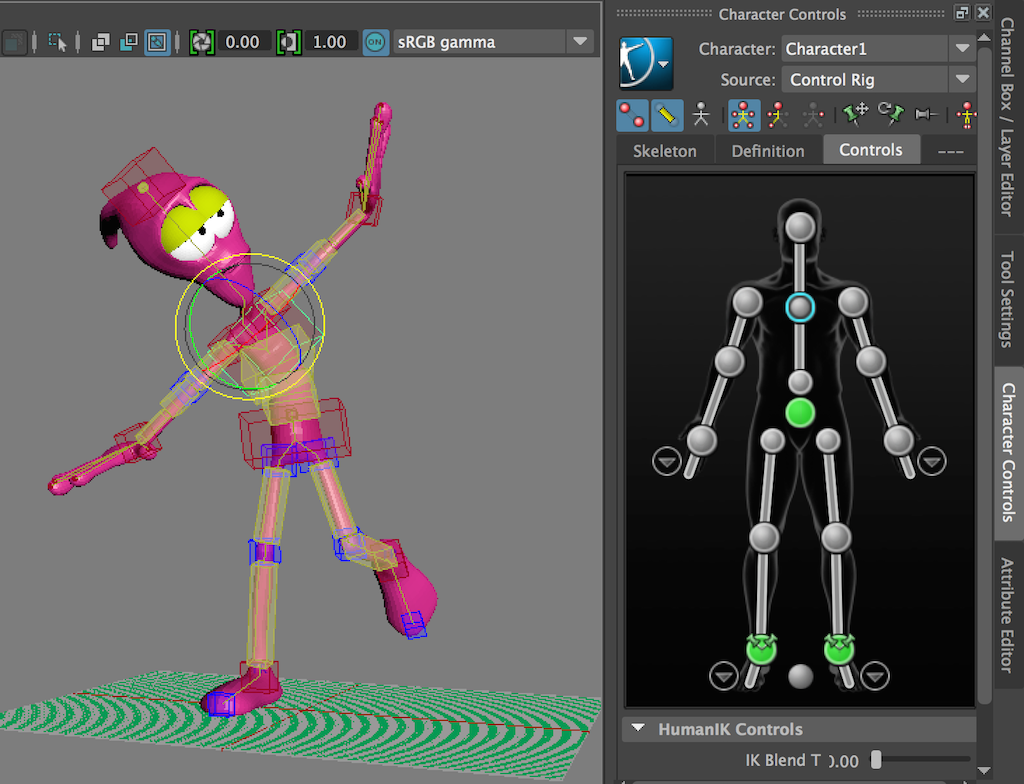 Character Controls
0.00
1.00
ON
sRGB gamma
Character:
Character1
Source:
Control Rig
Skeleton
Definition
Controls
---
HumanIK Controls
IK Blend T
0.00
Channel Box / Layer Editor
Tool Settings
Character Controls
Attribute Editor